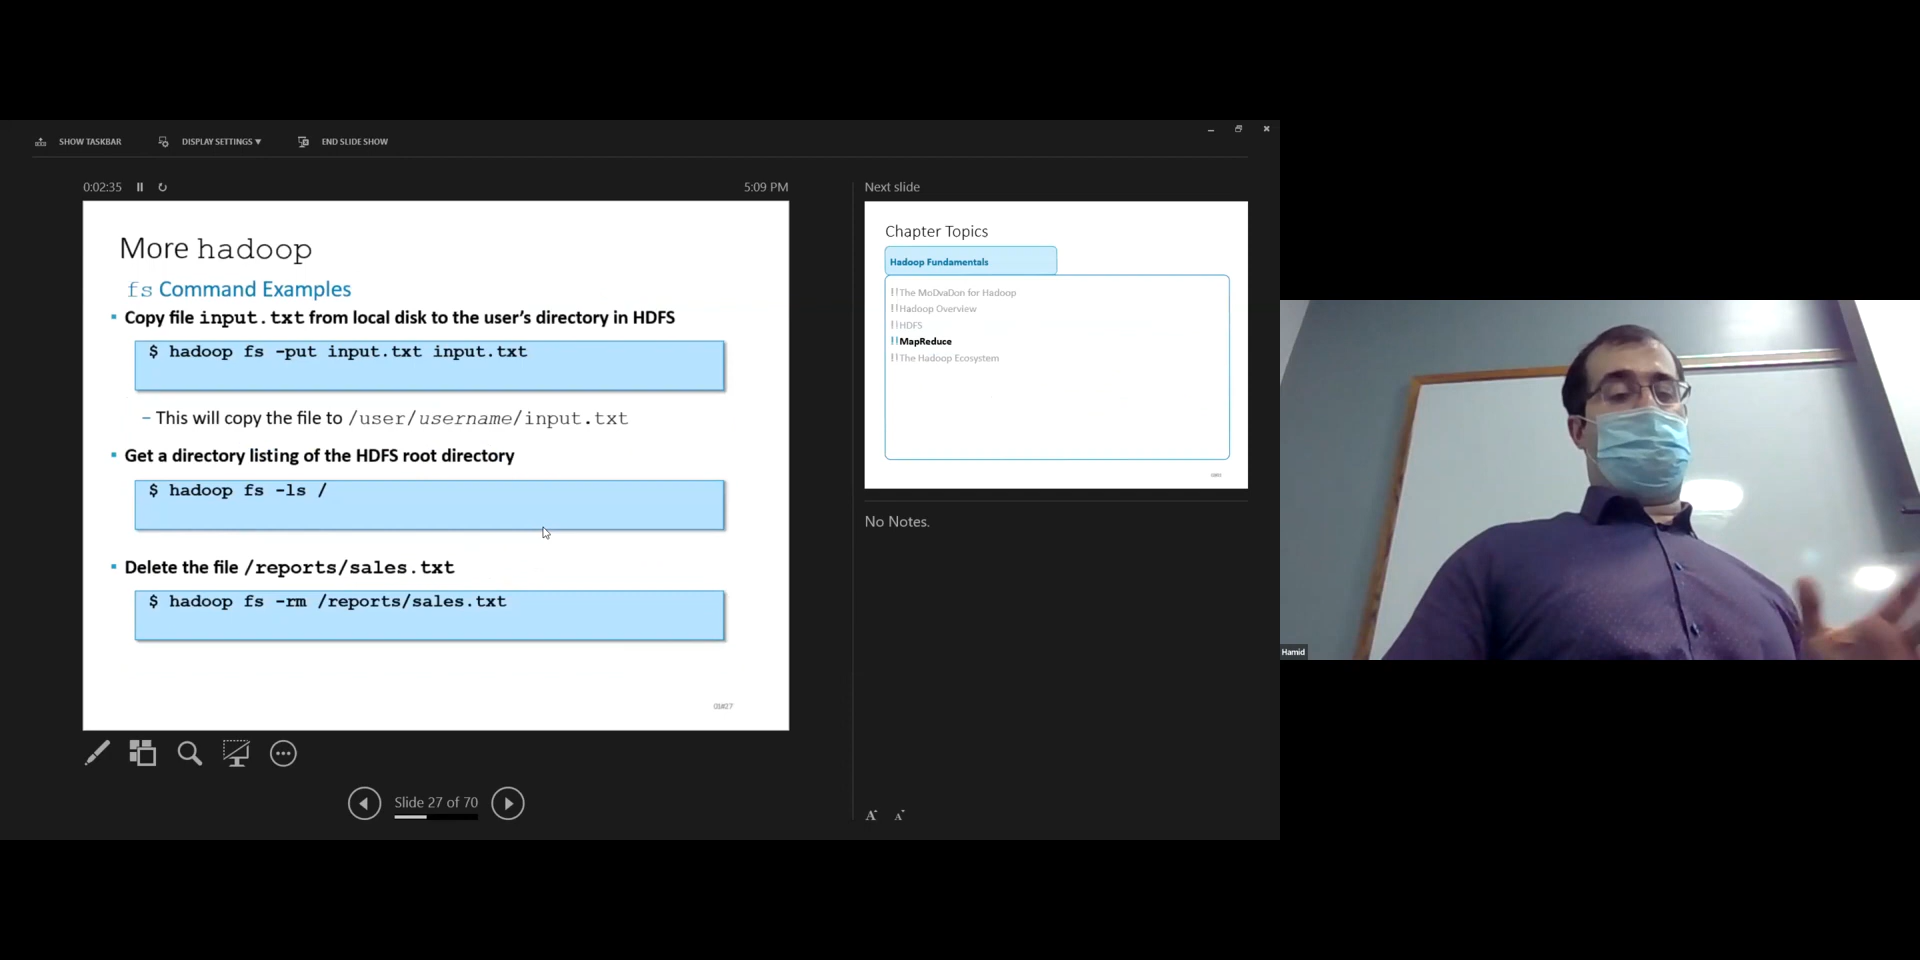 SHOW TASKBAR DISPLAY SETTINGS ▼ END SLIDE SHOW
0:02:35 5:09 PM
More hadoop
fs Command Examples
▪ Copy file input.txt from local disk to the user's directory in HDFS
$ hadoop fs -put input.txt input.txt
– This will copy the file to /user/username/input.txt
▪ Get a directory listing of the HDFS root directory
$ hadoop fs -ls /
▪ Delete the file /reports/sales.txt
$ hadoop fs -rm /reports/sales.txt
Slide 27 of 70
Next slide
Chapter Topics
Hadoop Fundamentals
!!The MoDvaDon for Hadoop
!!Hadoop Overview
!!HDFS
!!MapReduce
!!The Hadoop Ecosystem
No Notes.
A A
Hamid